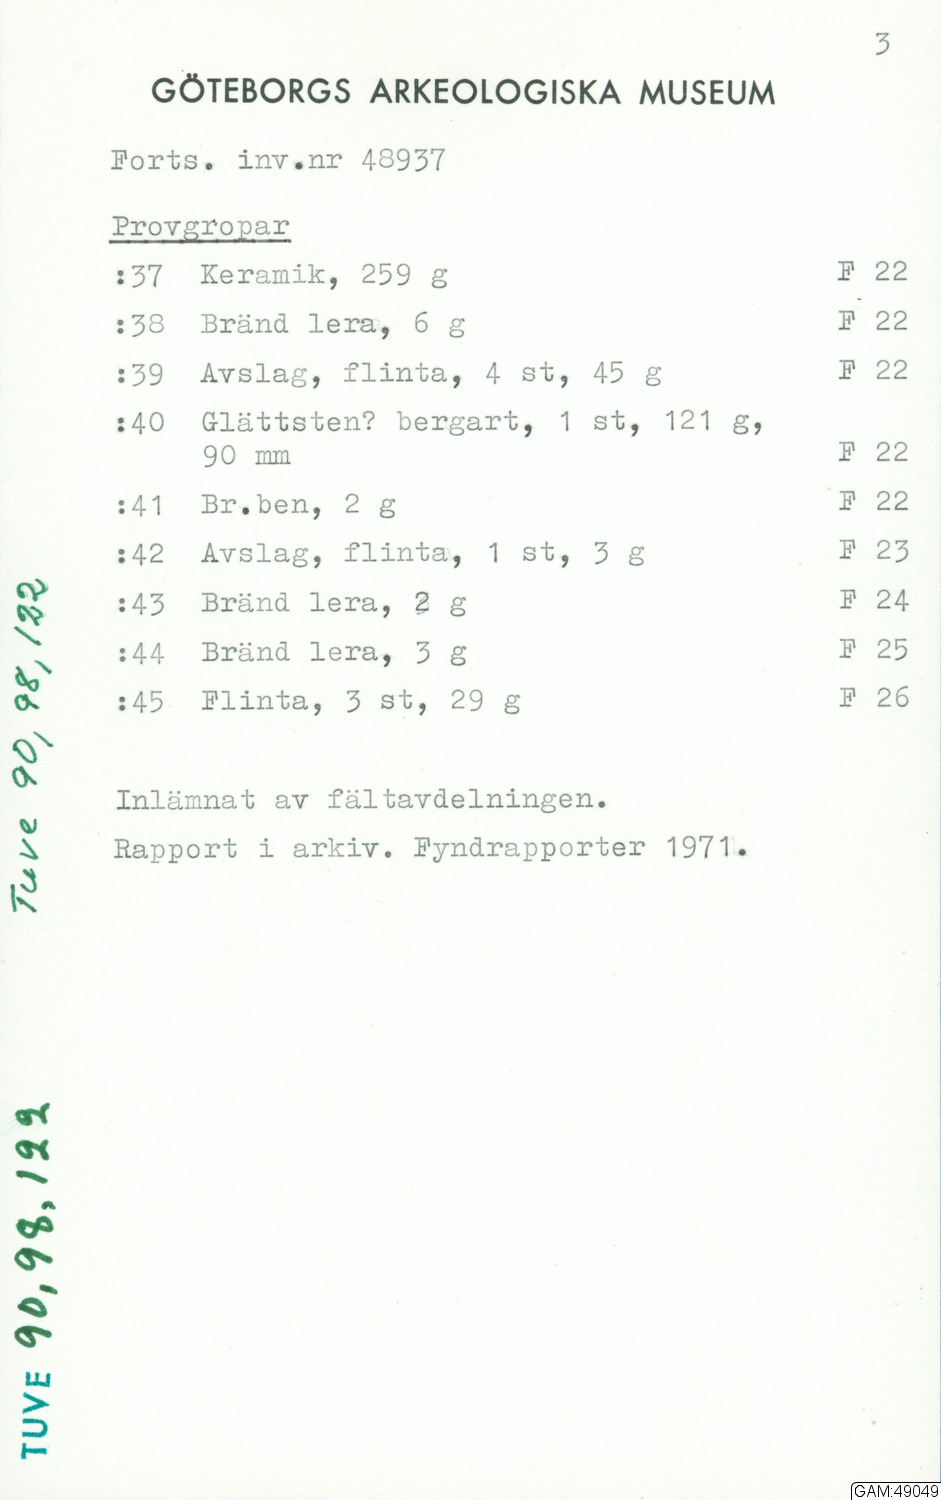 3
GÖTEBORGS ARKEOLOGISKA MUSEUM
Forts. inv.nr 48937
Provgropar
:37 Keramik, 259 g F 22
:38 Bränd lera, 6 g F 22
:39 Avslag, flinta, 4 st, 45 g F 22
:40 Glättsten? bergart, 1 st, 121 g,
90 mm F 22
:41 Br.ben, 2 g F 22
:42 Avslag, flinta, 1 st, 3 g F 23
:43 Bränd lera, 2 g F 24
:44 Bränd lera, 3 g F 25
:45 Flinta, 3 st, 29 g F 26
Inlämnat av fältavdelningen.
Rapport i arkiv. Fyndrapporter 1971.
Tuve 90, 98, 122
TUVE 90, 98, 122
GAM:49049